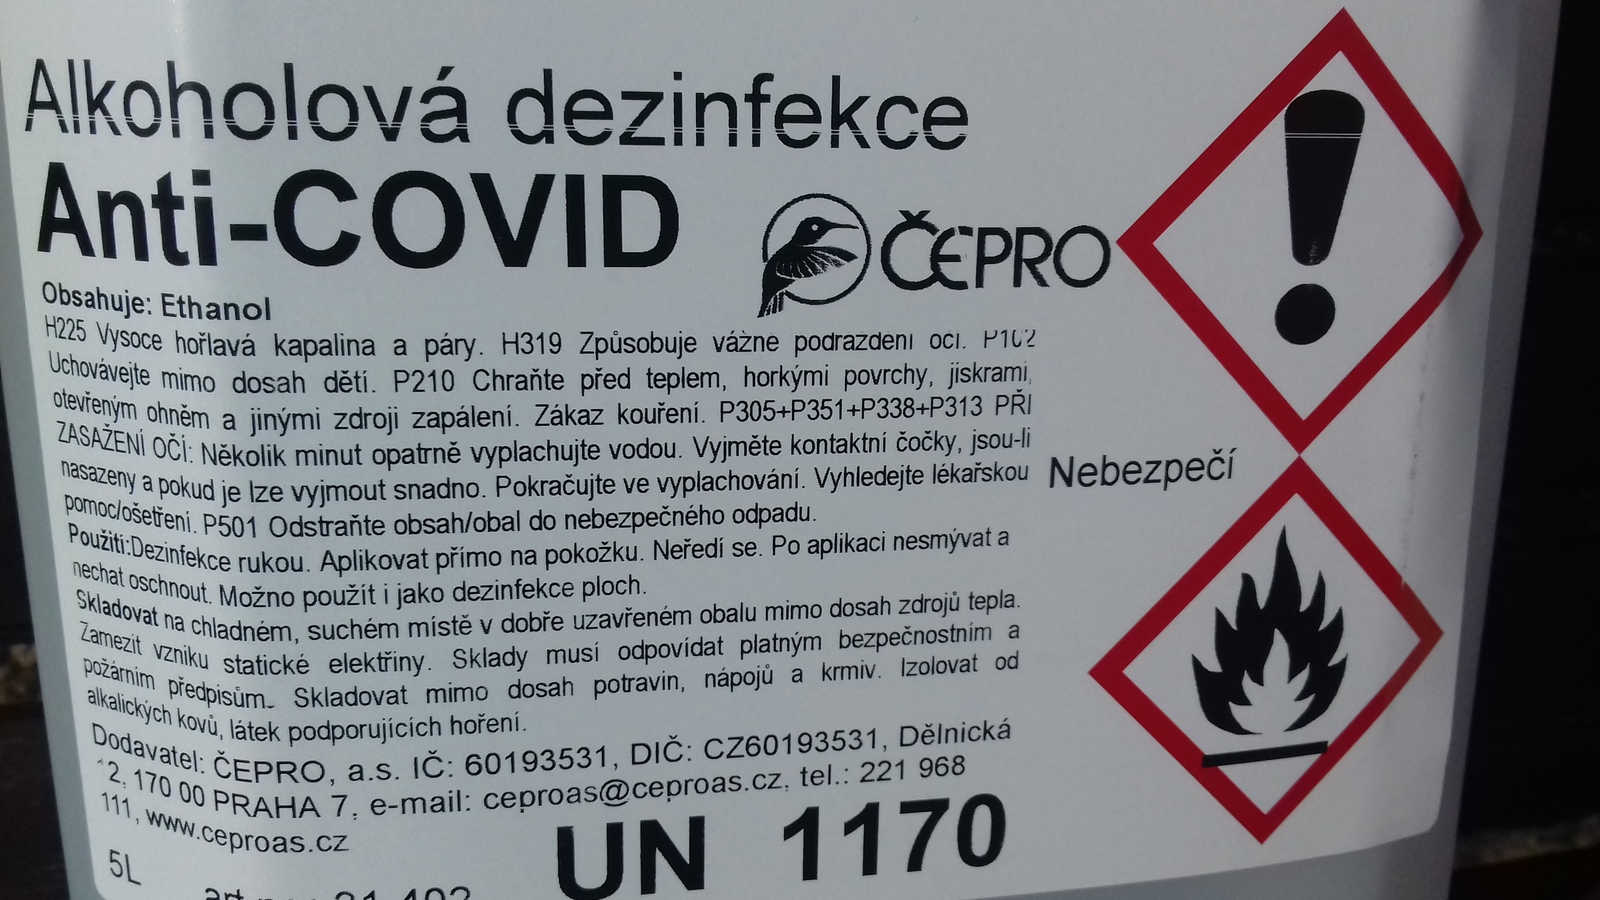 Alkoholová dezinfekce
Anti-COVID
ČEPRO
Obsahuje: Ethanol
H225 Vysoce hořlavá kapalina a páry. H319 Způsobuje vážné podrazdeni oci. P102
Uchovávejte mimo dosah dětí. P210 Chraňte před teplem, horkými povrchy, jiskrami,
otevřeným ohněm a jinými zdroji zapálení. Zákaz kouření. P305+P351+P338+P313 PŘI
ZASAŽENÍ OČÍ: Několik minut opatrně vyplachujte vodou. Vyjměte kontaktní čočky, jsou-li
nasazeny a pokud je lze vyjmout snadno. Pokračujte ve vyplachování. Vyhledejte lékařskou
pomoc/ošetření. P501 Odstraňte obsah/obal do nebezpečného odpadu.
Nebezpečí
Použití:Dezinfekce rukou. Aplikovat přímo na pokožku. Neředí se. Po aplikaci nesmývat a
nechat oschnout. Možno použít i jako dezinfekce ploch.
Skladovat na chladném, suchém místě v dobře uzavřeném obalu mimo dosah zdrojů tepla.
Zamezit vzniku statické elektřiny. Sklady musí odpovídat platným bezpečnostním a
požárním předpisům. Skladovat mimo dosah potravin, nápojů a krmiv. Izolovat od
alkalických kovů, látek podporujících hoření.
Dodavatel: ČEPRO, a.s. IČ: 60193531, DIČ: CZ60193531, Dělnická
12, 170 00 PRAHA 7, e-mail: ceproas@ceproas.cz, tel.: 221 968
111, www.ceproas.cz
UN 1170
5L